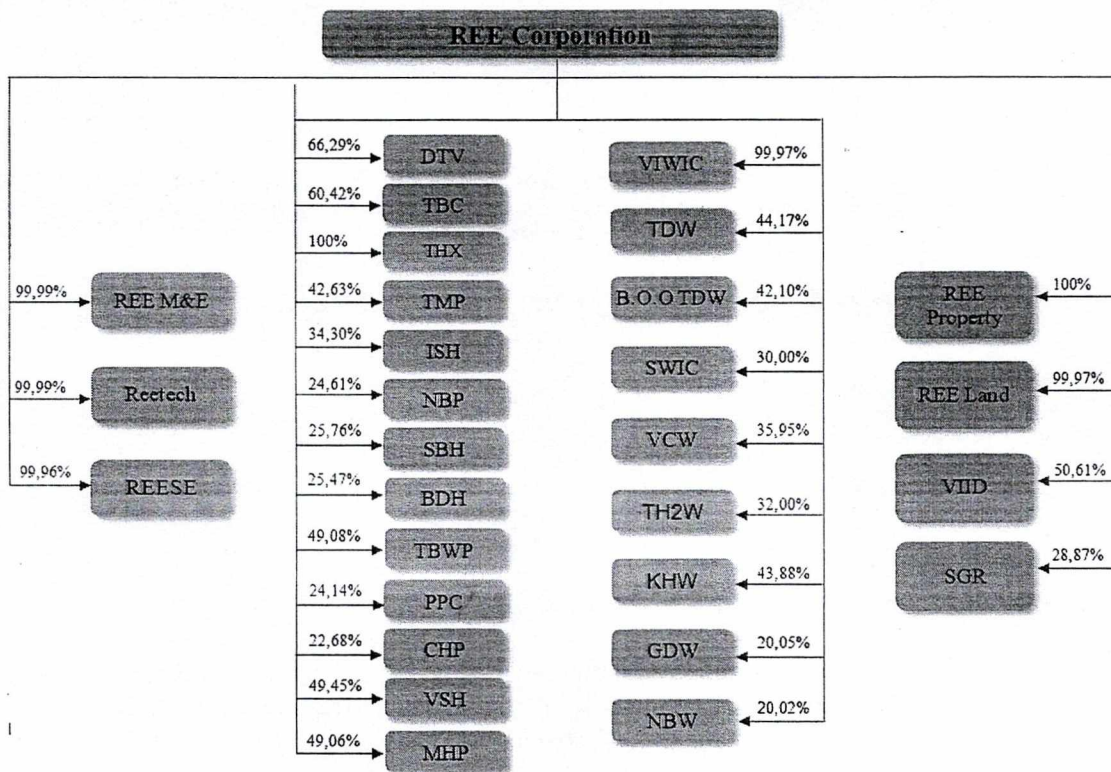 REE Corporation
99,99%
REE M&E
99,99%
Reetech
99,96%
REESE
66,29%
DTV
60,42%
TBC
100%
THX
42,63%
TMP
34,30%
ISH
24,61%
NBP
25,76%
SBH
25,47%
BDH
49,08%
TBWP
24,14%
PPC
22,68%
CHP
49,45%
VSH
49,06%
MHP
VIWIC
99,97%
TDW
44,17%
B.O.O TDW
42,10%
SWIC
30,00%
VCW
35,95%
TH2W
32,00%
KHW
43,88%
GDW
20,05%
NBW
20,02%
REE
Property
100%
REE Land
99,97%
VIID
50,61%
SGR
28,87%